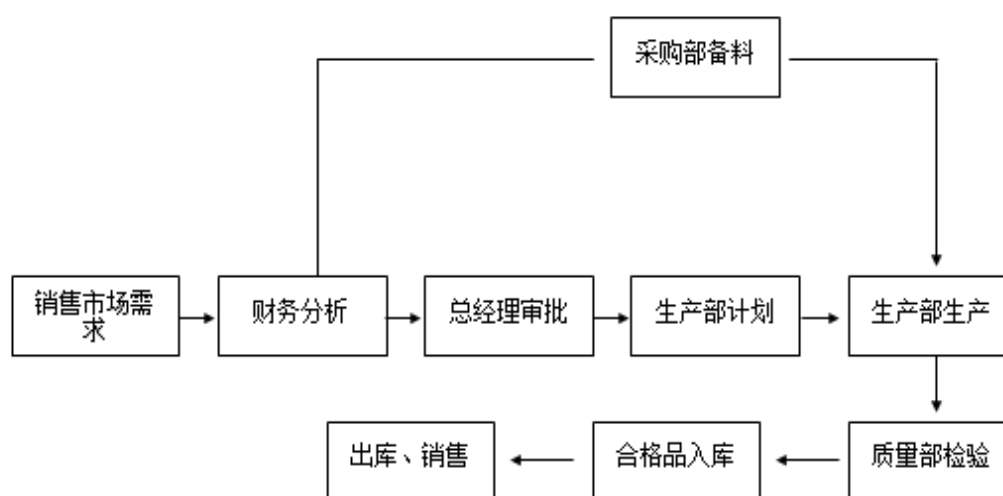 采购部备料
销售市场需
求
财务分析
总经理审批
生产部计划
生产部生产
出库、销售
合格品入库
质量部检验